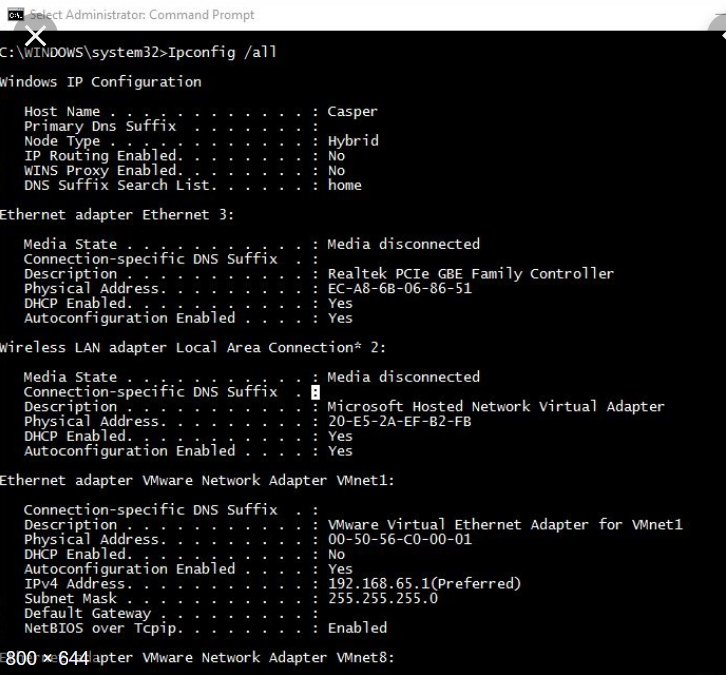 Select Administrator: Command Prompt
C:\WINDOWS\system32>Ipconfig /all
Windows IP Configuration
Host Name . . . . . . . . . . . . : Casper
Primary Dns Suffix  . . . . . . . :
Node Type . . . . . . . . . . . . : Hybrid
IP Routing Enabled. . . . . . . . : No
WINS Proxy Enabled. . . . . . . . : No
DNS Suffix Search List. . . . . . : home
Ethernet adapter Ethernet 3:
Media State . . . . . . . . . . . : Media disconnected
Connection-specific DNS Suffix  . :
Description . . . . . . . . . . . : Realtek PCIe GBE Family Controller
Physical Address. . . . . . . . . : EC-A8-6B-06-86-51
DHCP Enabled. . . . . . . . . . . : Yes
Autoconfiguration Enabled . . . . : Yes
Wireless LAN adapter Local Area Connection* 2:
Media State . . . . . . . . . . . : Media disconnected
Connection-specific DNS Suffix  . :
Description . . . . . . . . . . . : Microsoft Hosted Network Virtual Adapter
Physical Address. . . . . . . . . : 20-E5-2A-EF-B2-FB
DHCP Enabled. . . . . . . . . . . : Yes
Autoconfiguration Enabled . . . . : Yes
Ethernet adapter VMware Network Adapter VMnet1:
Connection-specific DNS Suffix  . :
Description . . . . . . . . . . . : VMware Virtual Ethernet Adapter for VMnet1
Physical Address. . . . . . . . . : 00-50-56-C0-00-01
DHCP Enabled. . . . . . . . . . . : No
Autoconfiguration Enabled . . . . : Yes
IPv4 Address. . . . . . . . . . . : 192.168.65.1(Preferred)
Subnet Mask . . . . . . . . . . . : 255.255.255.0
Default Gateway . . . . . . . . . :
NetBIOS over Tcpip. . . . . . . . : Enabled
800 × 644
adapter VMware Network Adapter VMnet8: